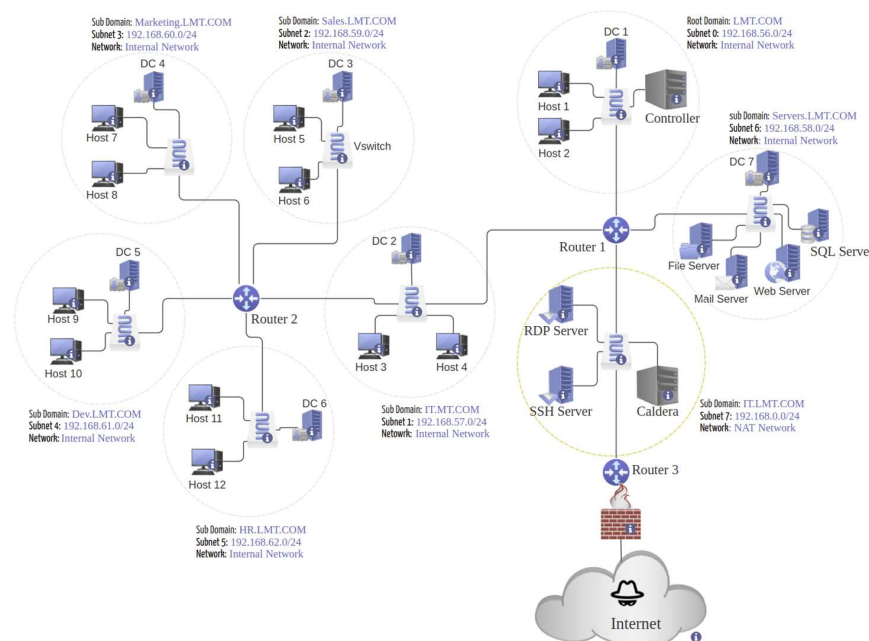 Sub Domain: Marketing.LMT.COM
Subnet 3: 192.168.60.0/24
Network: Internal Network
DC 4
Host 7
Host 8
Sub Domain: Sales.LMT.COM
Subnet 2: 192.168.59.0/24
Network: Internal Network
DC 3
Host 5
Vswitch
Host 6
Root Domain: LMT.COM
Subnet 0: 192.168.56.0/24
Network: Internal Network
DC 1
Host 1
Controller
Host 2
sub Domain: Servers.LMT.COM
Subnet 6: 192.168.58.0/24
Network: Internal Network
DC 7
SQL Serve
File Server
Web Server
Mail Server
Router 1
DC 2
Host 3
Host 4
Router 2
DC 5
Host 9
Host 10
Sub Domain: Dev.LMT.COM
Subnet 4: 192.168.61.0/24
Network: Internal Network
Host 11
DC 6
Host 12
Sub Domain: IT.MT.COM
Subnet 1: 192.168.57.0/24
Netowrk: Internal Network
Sub Domain: HR.LMT.COM
Subnet 5: 192.168.62.0/24
Network: Internal Network
RDP Server
SSH Server
Caldera
Sub Domain: IT.LMT.COM
Subnet 7: 192.168.0.0/24
Network: NAT Network
Router 3
Internet